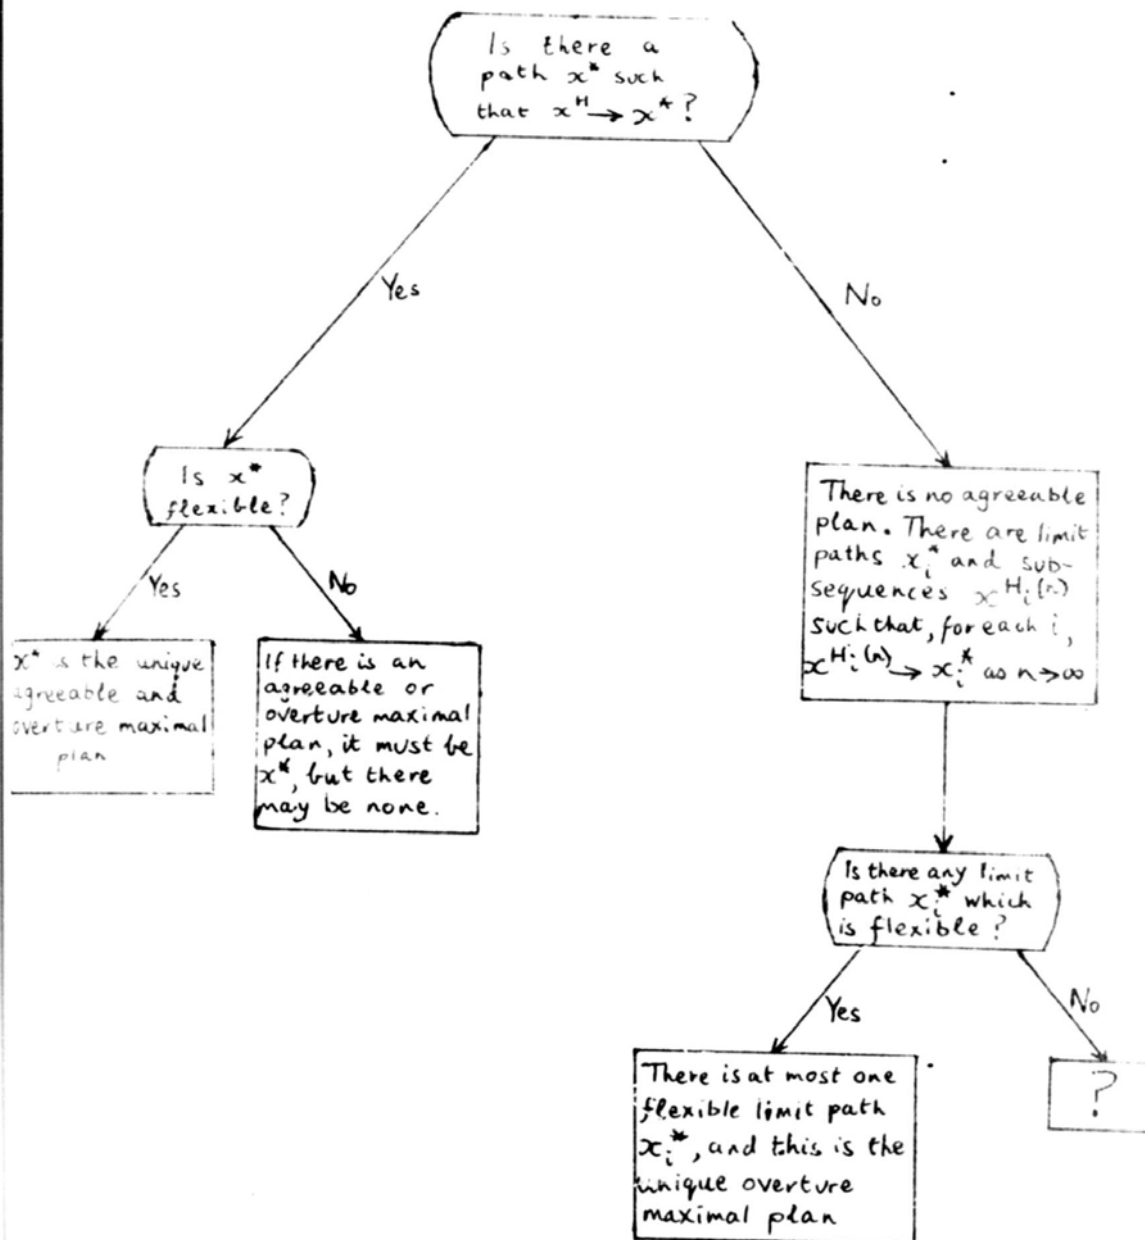 Is there a
path x* such
that x^H → x*?
Yes
No
Is x*
flexible?
Yes
No
x* is the unique
agreeable and
overture maximal
plan
If there is an
agreeable or
overture maximal
plan, it must be
x*, but there
may be none.
There is no agreeable
plan. There are limit
paths x_i* and sub-
sequences x^{H_i(n)}
such that, for each i,
x^{H_i(n)} → x_i* as n→∞
Is there any limit
path x_i* which
is flexible?
Yes
No
There is at most one
flexible limit path
x_i*, and this is the
unique overture
maximal plan
?